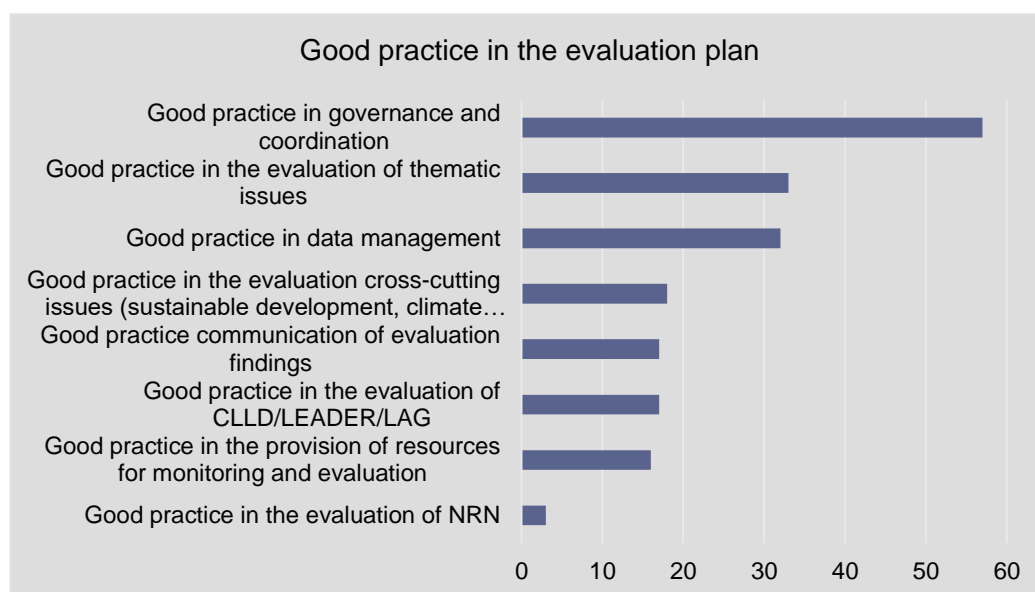 Good practice in the evaluation plan
Good practice in governance and
coordination
Good practice in the evaluation of thematic
issues
Good practice in data management
Good practice in the evaluation cross-cutting
issues (sustainable development, climate…
Good practice communication of evaluation
findings
Good practice in the evaluation of
CLLD/LEADER/LAG
Good practice in the provision of resources
for monitoring and evaluation
Good practice in the evaluation of NRN
0 10 20 30 40 50 60